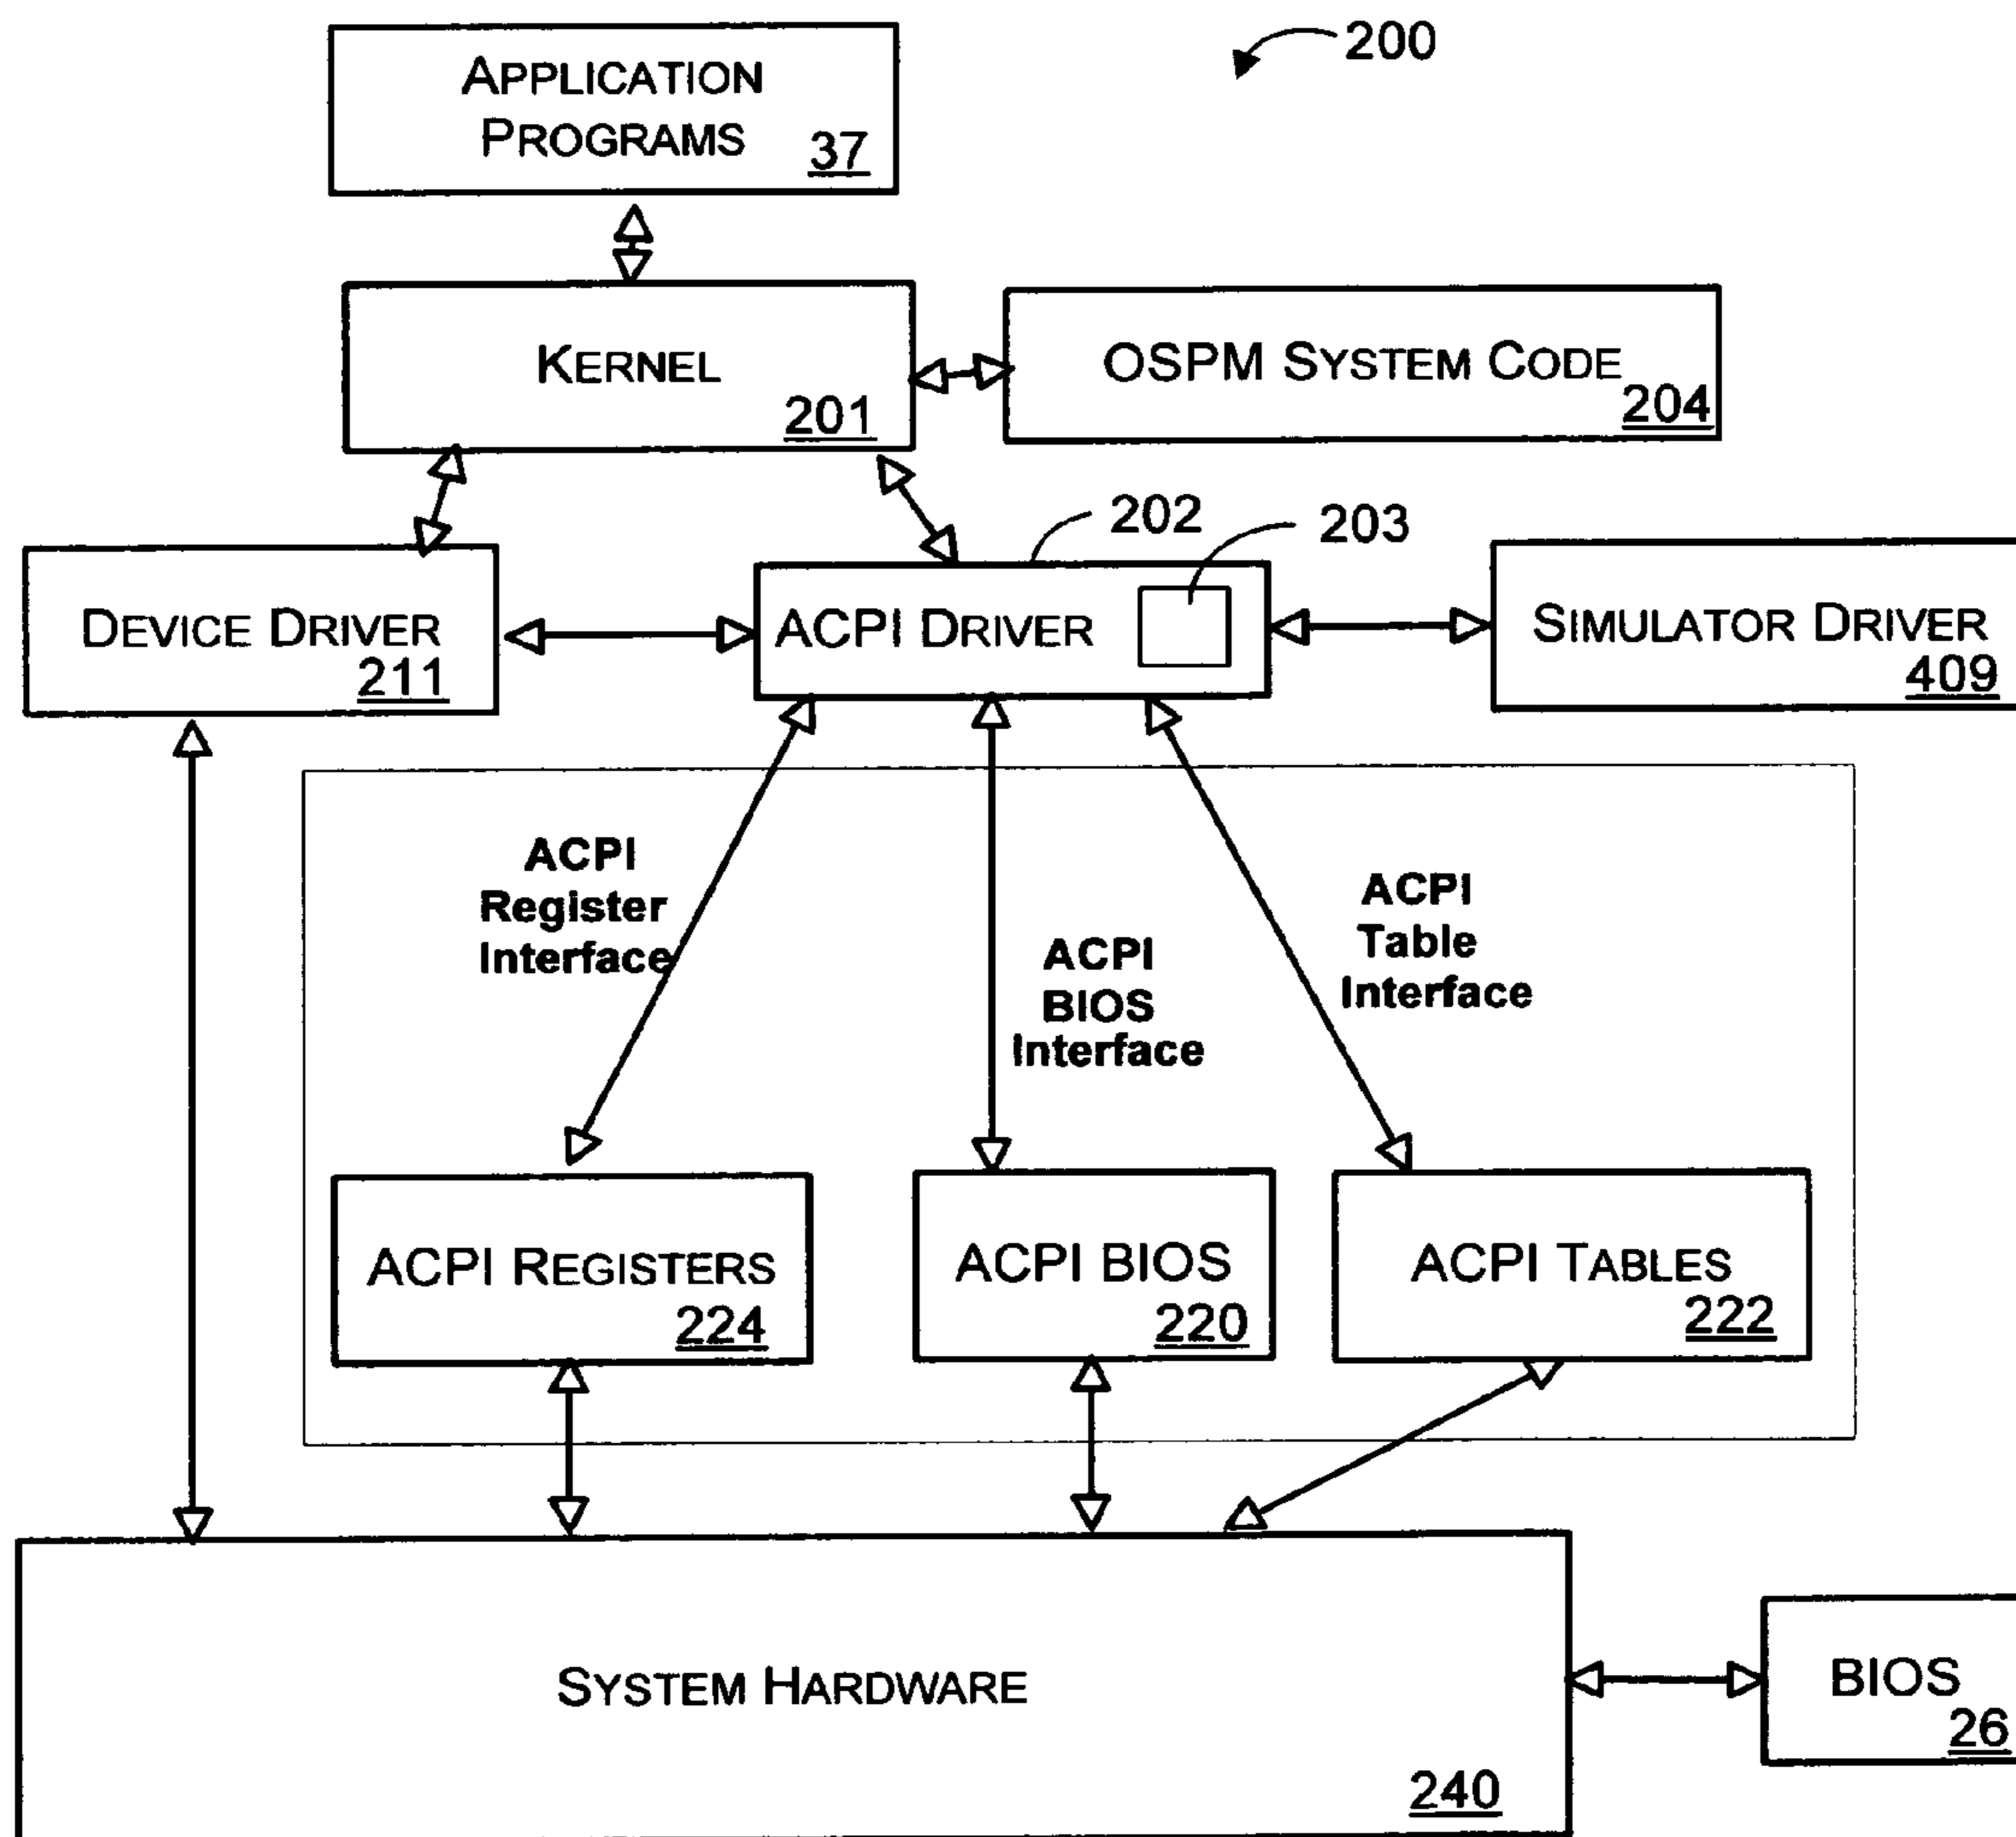 200
APPLICATION
PROGRAMS
37
KERNEL
201
OSPM SYSTEM CODE
204
202
203
DEVICE DRIVER
211
ACPI DRIVER
SIMULATOR DRIVER
409
ACPI
Register
Interface
ACPI
BIOS
Interface
ACPI
Table
Interface
ACPI REGISTERS
224
ACPI BIOS
220
ACPI TABLES
222
SYSTEM HARDWARE
240
BIOS
26